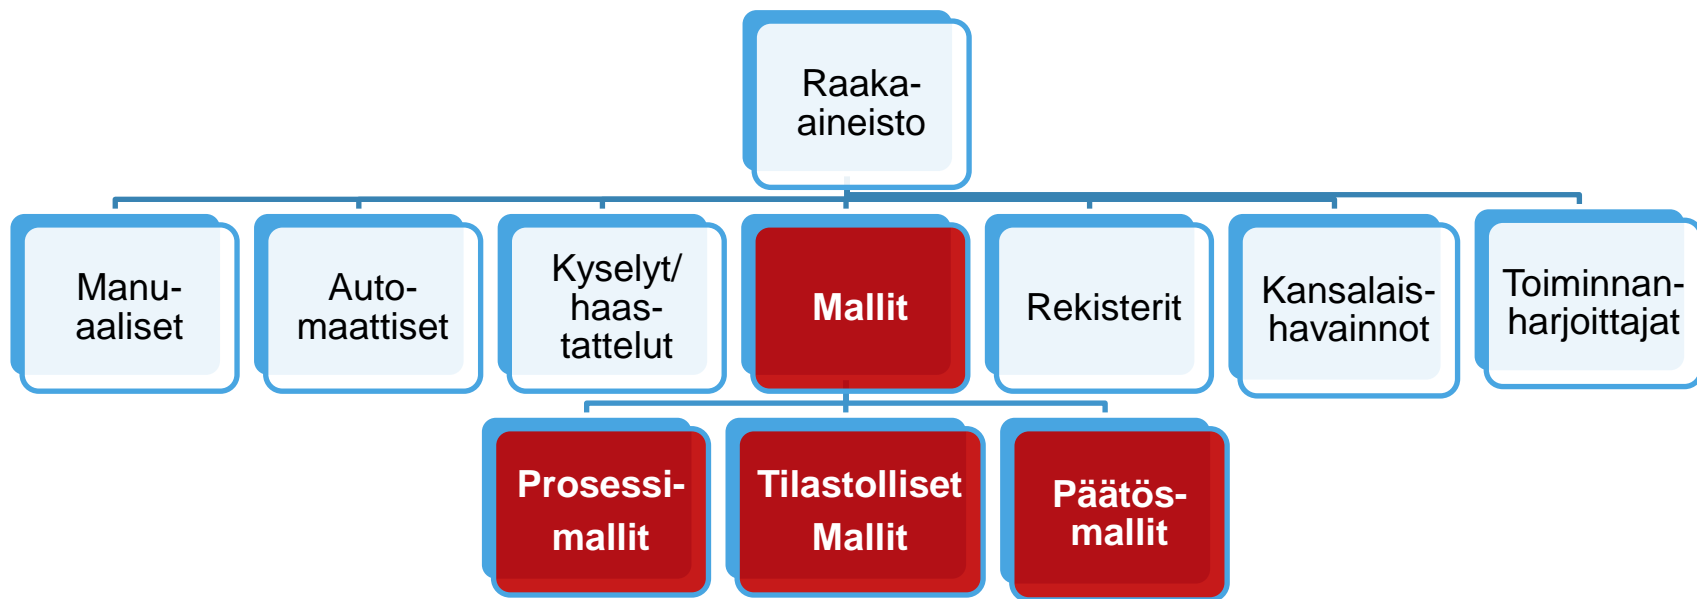 Raaka-
aineisto
Manu-
aaliset
Auto-
maattiset
Kyselyt/
haas-
tattelut
Mallit
Rekisterit
Kansalais-
havainnot
Toiminnan-
harjoittajat
Prosessi-
mallit
Tilastolliset
Mallit
Päätös-
mallit